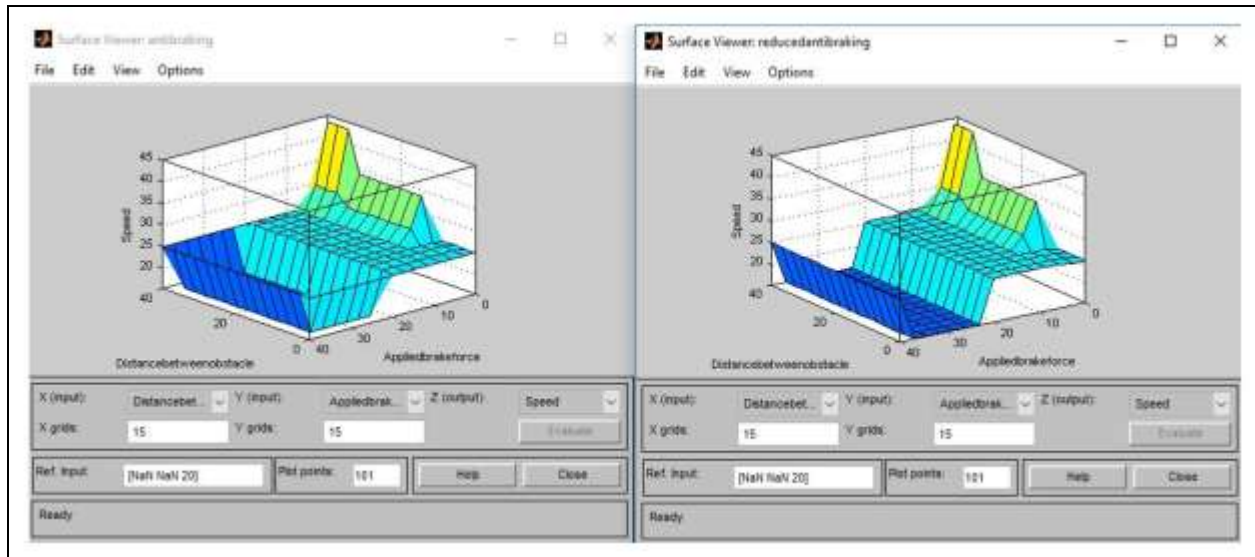 Surface Viewer: antibraking
File Edit View Options
45
40
35
30
25
20
40
20
0
40
30
20
10
0
Speed
Distancebetweenobstacle
Appliedbrakeforce
X (input): Distancebet... Y (input): Appliedbrak... Z (output): Speed
X grids: 15 Y grids: 15 Evaluate
Ref. Input: [NaN NaN 20] Plot points: 101 Help Close
Ready
Surface Viewer: reducedantibraking
File Edit View Options
45
40
35
30
25
20
40
20
0
40
30
20
10
0
Speed
Distancebetweenobstacle
Appliedbrakeforce
X (input): Distancebet... Y (input): Appliedbrak... Z (output): Speed
X grids: 15 Y grids: 15 Evaluate
Ref. Input: [NaN NaN 20] Plot points: 101 Help Close
Ready